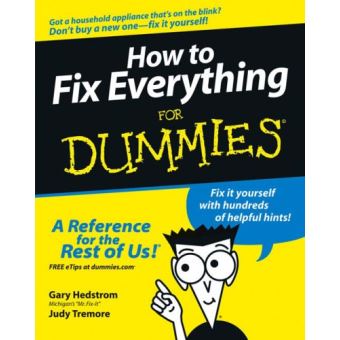 Got a household appliance that's on the blink?
Don't buy a new one—fix it yourself!
How to
Fix Everything
FOR
DUMMIES®
Fix it yourself
with hundreds
of helpful hints!
A Reference
for the
Rest of Us!®
FREE eTips at dummies.com®
Gary Hedstrom
Michigan's "Mr. Fix-It"
Judy Tremore